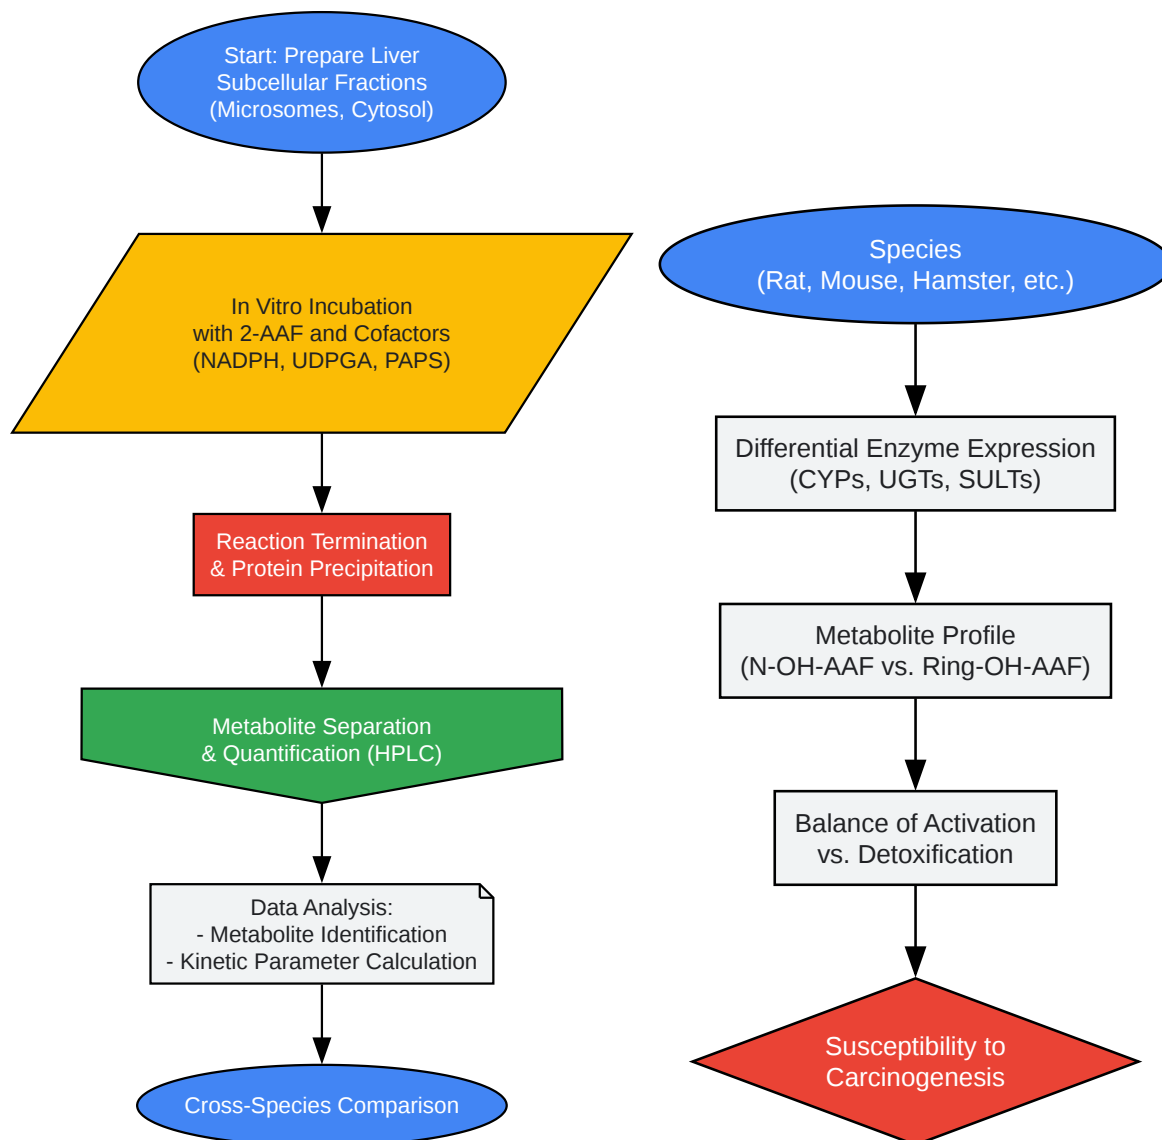 Start: Prepare Liver
Subcellular Fractions
(Microsomes, Cytosol)
In Vitro Incubation
with 2-AAF and Cofactors
(NADPH, UDPGA, PAPS)
Reaction Termination
& Protein Precipitation
Metabolite Separation
& Quantification (HPLC)
Data Analysis:
- Metabolite Identification
- Kinetic Parameter Calculation
Cross-Species Comparison
Species
(Rat, Mouse, Hamster, etc.)
Differential Enzyme Expression
(CYPs, UGTs, SULTs)
Metabolite Profile
(N-OH-AAF vs. Ring-OH-AAF)
Balance of Activation
vs. Detoxification
Susceptibility to
Carcinogenesis